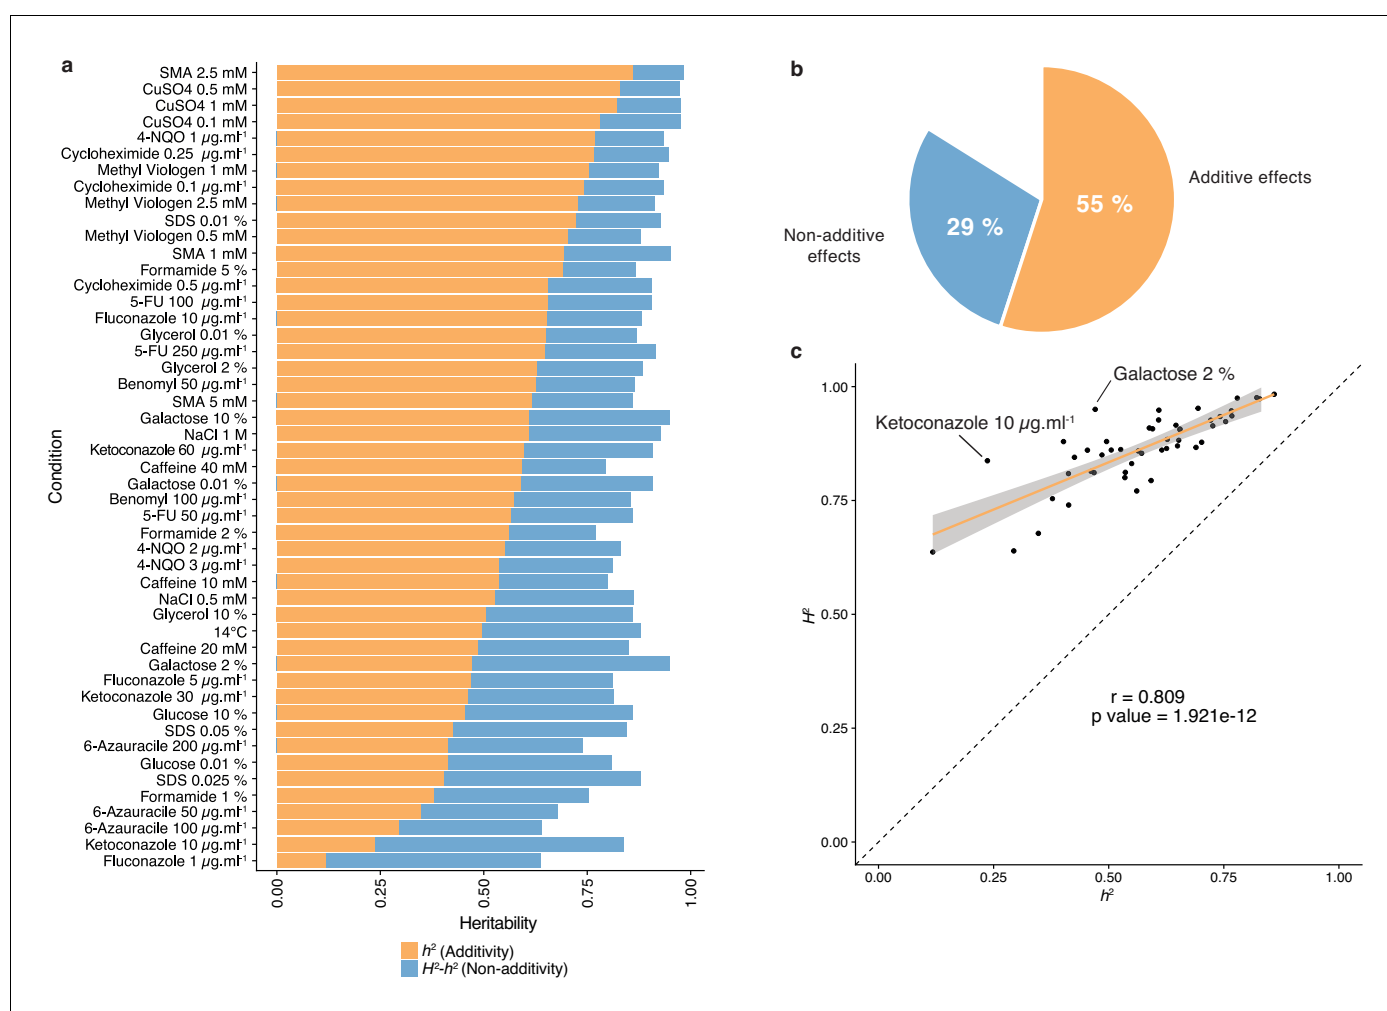 a
SMA 2.5 mM
CuSO4 0.5 mM
CuSO4 1 mM
CuSO4 0.1 mM
4-NQO 1 µg.ml-1
Cycloheximide 0.25 µg.ml-1
Methyl Viologen 1 mM
Cycloheximide 0.1 µg.ml-1
Methyl Viologen 2.5 mM
SDS 0.01 %
Methyl Viologen 0.5 mM
SMA 1 mM
Formamide 5 %
Cycloheximide 0.5 µg.ml-1
5-FU 100 µg.ml-1
Fluconazole 10 µg.ml-1
Glycerol 0.01 %
5-FU 250 µg.ml-1
Glycerol 2 %
Benomyl 50 µg.ml-1
SMA 5 mM
Galactose 10 %
NaCl 1 M
Ketoconazole 60 µg.ml-1
Caffeine 40 mM
Galactose 0.01 %
Benomyl 100 µg.ml-1
5-FU 50 µg.ml-1
Formamide 2 %
4-NQO 2 µg.ml-1
4-NQO 3 µg.ml-1
Caffeine 10 mM
NaCl 0.5 mM
Glycerol 10 %
14°C
Caffeine 20 mM
Galactose 2 %
Fluconazole 5 µg.ml-1
Ketoconazole 30 µg.ml-1
Glucose 10 %
SDS 0.05 %
6-Azauracile 200 µg.ml-1
Glucose 0.01 %
SDS 0.025 %
Formamide 1 %
6-Azauracile 50 µg.ml-1
6-Azauracile 100 µg.ml-1
Ketoconazole 10 µg.ml-1
Fluconazole 1 µg.ml-1
Condition
0.00 0.25 0.50 0.75 1.00
Heritability
h² (Additivity)
H²-h² (Non-additivity)
b
Additive effects
55 %
29 %
Non-additive
effects
c
1.00
0.75
0.50
0.25
0.00
H²
Galactose 2 %
Ketoconazole 10 µg.ml-1
r = 0.809
p value = 1.921e-12
0.00 0.25 0.50 0.75 1.00
h²